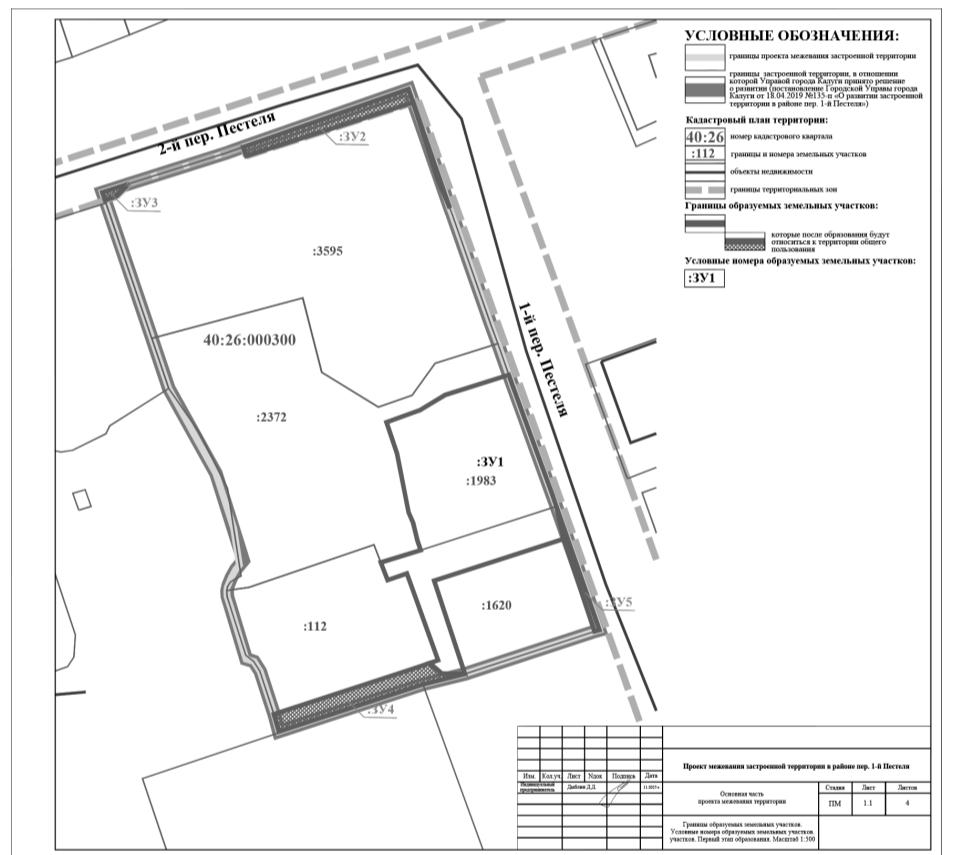 УСЛОВНЫЕ ОБОЗНАЧЕНИЯ:
границы проекта межевания застроенной территории
границы застроенной территории, в отношении
которой Управой города Калуги принято решение
о развитии (постановление Городской Управы города
Калуги от 18.04.2019 №135-п «О развитии застроенной
территории в районе пер. 1-й Пестеля»)
Кадастровый план территории:
40:26 номер кадастрового квартала
:112 границы и номера земельных участков
объекты недвижимости
границы территориальных зон
Границы образуемых земельных участков:
которые после образования будут
относиться к территории общего
пользования
Условные номера образуемых земельных участков:
:ЗУ1
2-й пер. Пестеля
:ЗУ2
:ЗУ3
:3595
40:26:000300
1-й пер. Пестеля
:2372
:ЗУ1
:1983
:1620
:ЗУ5
:112
:ЗУ4
Изм. Кол.уч. Лист №док Подпись Дата
Индивидуальный
предприниматель
Проект межевания застроенной территории в районе пер. 1-й Пестеля
Основная часть
проекта межевания территории
Стадия Лист Листов
ПМ 1.1 4
Границы образуемых земельных участков.
Условные номера образуемых земельных участков
участков. Первый этап образования. Масштаб 1:500